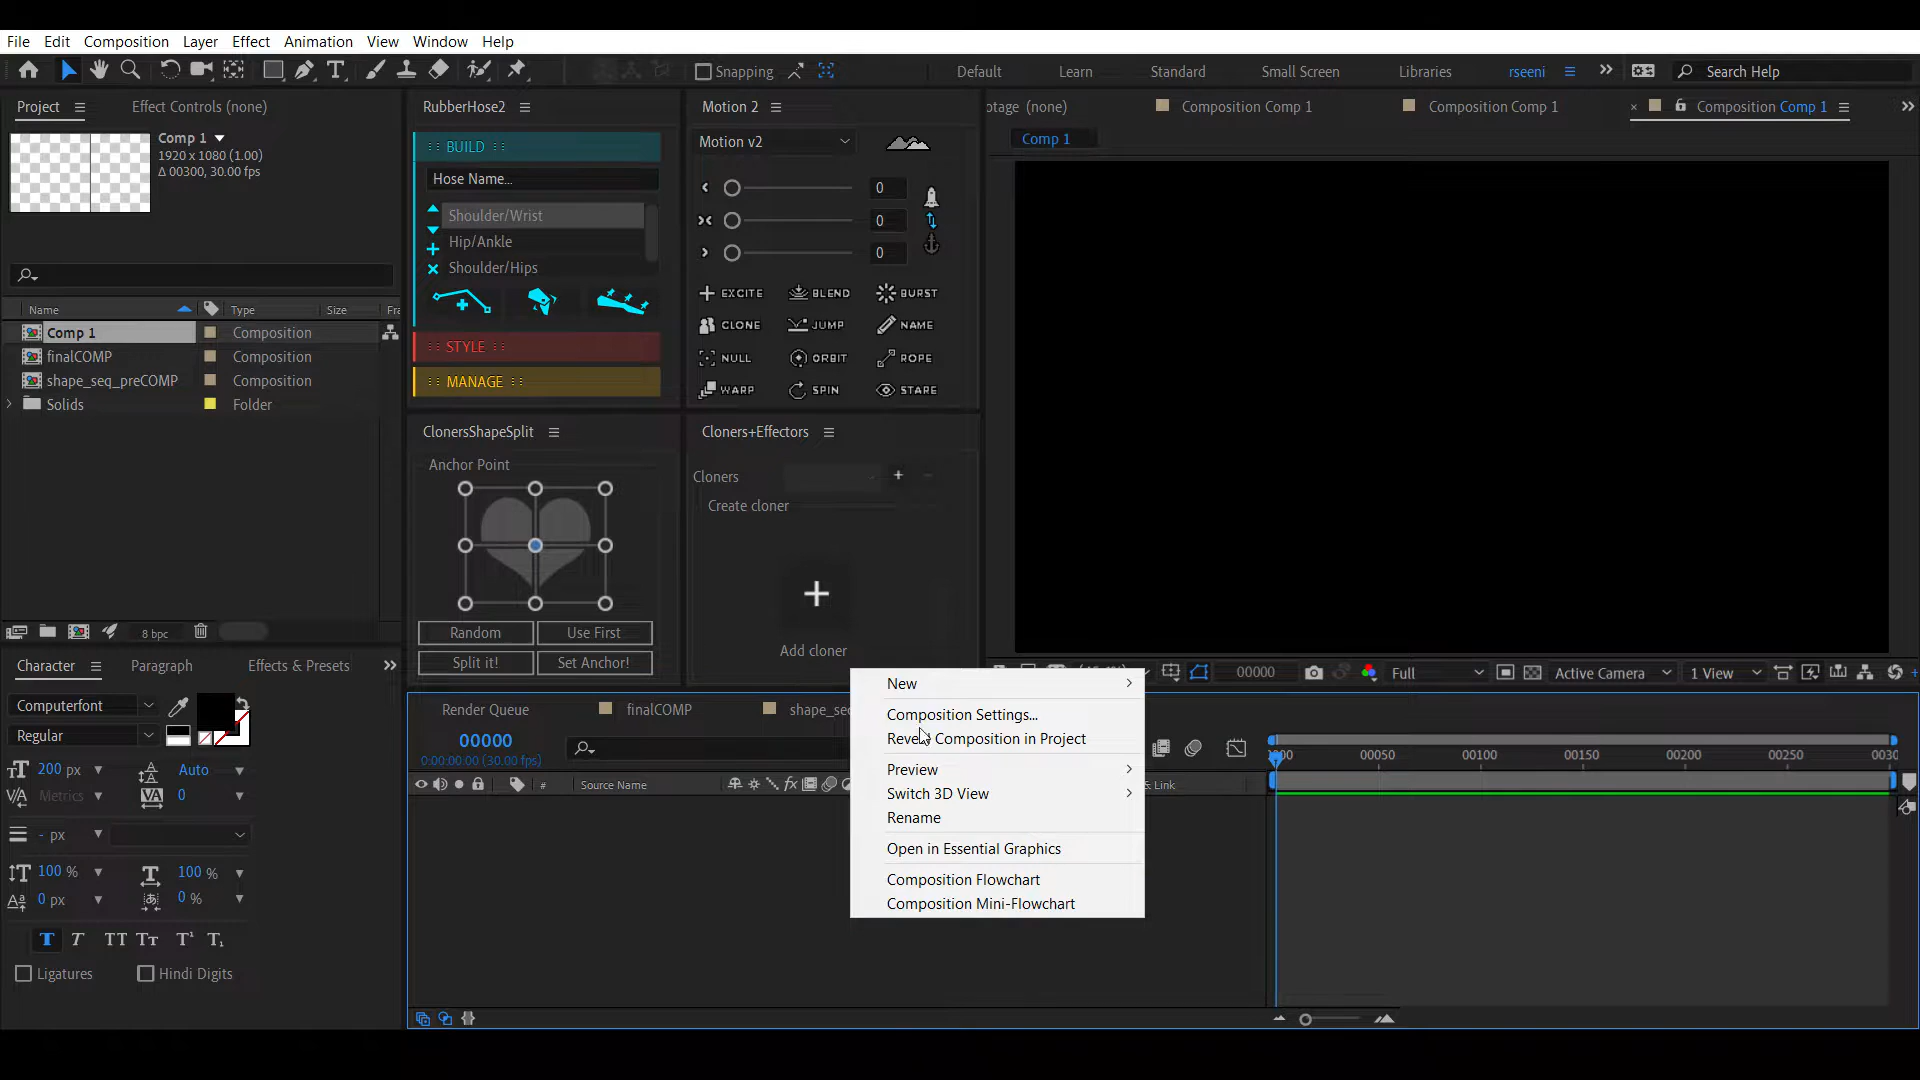 File Edit Composition Layer Effect Animation View Window Help
Snapping Default Learn Standard Small Screen Libraries rseeni Search Help
Project Effect Controls (none)
Comp 1
1920 x 1080 (1.00)
Δ 00300, 30.00 fps
Name Type Size Fra
Comp 1 Composition
finalCOMP Composition
shape_seq_preCOMP Composition
Solids Folder
8 bpc
RubberHose2
:: BUILD ::
Hose Name...
Shoulder/Wrist
Hip/Ankle
Shoulder/Hips
:: STYLE ::
:: MANAGE ::
Motion 2
Motion v2
0
0
0
EXCITE BLEND BURST
CLONE JUMP NAME
NULL ORBIT ROPE
WARP SPIN STARE
ClonersShapeSplit
Anchor Point
Random Use First
Split it! Set Anchor!
Cloners+Effectors
Cloners + -
Create cloner
+
Add cloner
otage (none) Composition Comp 1 Composition Comp 1 × Composition Comp 1
Comp 1
00000 Full Active Camera 1 View
Character Paragraph Effects & Presets
Computerfont
Regular
200 px Auto
Metrics 0
- px
100 % 100 %
0 px 0 %
T T TT Tт T¹ T₁
Ligatures Hindi Digits
Render Queue finalCOMP shape_se
00000
0:00:00:00 (30.00 fps)
# Source Name fx & Link
New
Composition Settings...
Composition in Project
Preview
Switch 3D View
Rename
Open in Essential Graphics
Composition Flowchart
Composition Mini-Flowchart
00050 00100 00150 00200 00250